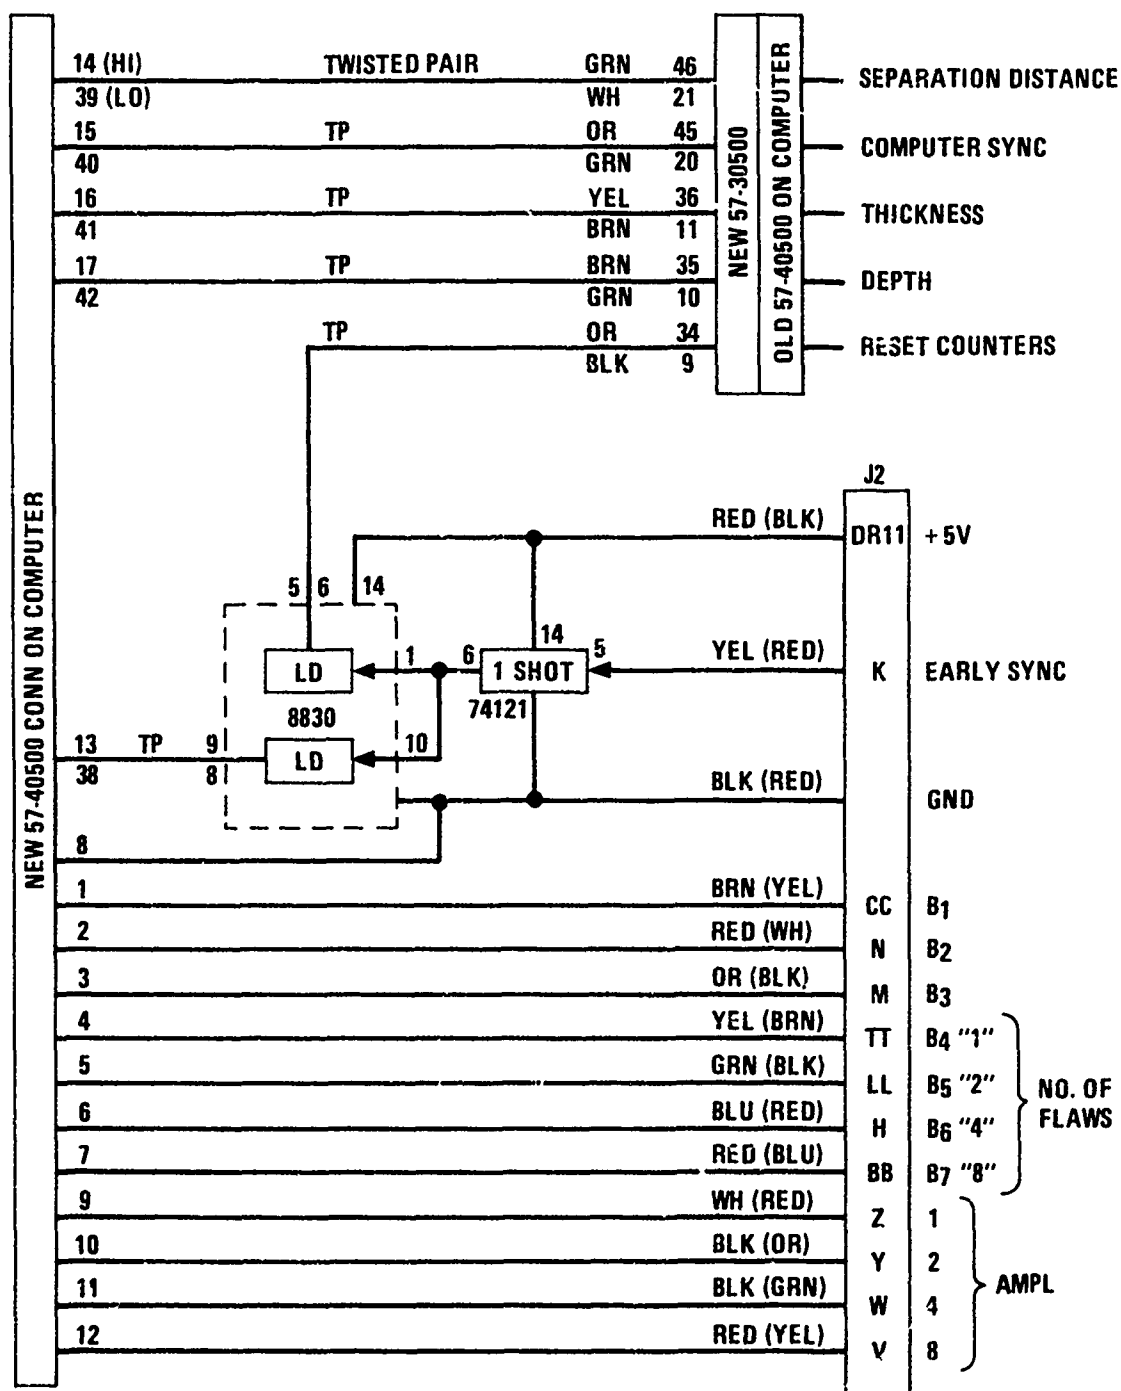 14 (HI) TWISTED PAIR GRN 46
39 (LO) WH 21
SEPARATION DISTANCE
15 TP OR 45
40 GRN 20
COMPUTER SYNC
16 TP YEL 36
41 BRN 11
THICKNESS
17 TP BRN 35
42 GRN 10
DEPTH
TP OR 34
BLK 9
RESET COUNTERS
NEW 57-30500
OLD 57-40500 ON COMPUTER
NEW 57-40500 CONN ON COMPUTER
J2
RED (BLK) DR11 +5V
5 6 14
14
LD 1 6 1 SHOT 5 YEL (RED) K EARLY SYNC
8830 74121
13 TP 9 LD 10
38 8
BLK (RED) GND
8
1 BRN (YEL) CC B1
2 RED (WH) N B2
3 OR (BLK) M B3
4 YEL (BRN) TT B4 "1"
5 GRN (BLK) LL B5 "2"
6 BLU (RED) H B6 "4"
7 RED (BLU) BB B7 "8"
NO. OF
FLAWS
9 WH (RED) Z 1
10 BLK (OR) Y 2
11 BLK (GRN) W 4
12 RED (YEL) V 8
AMPL